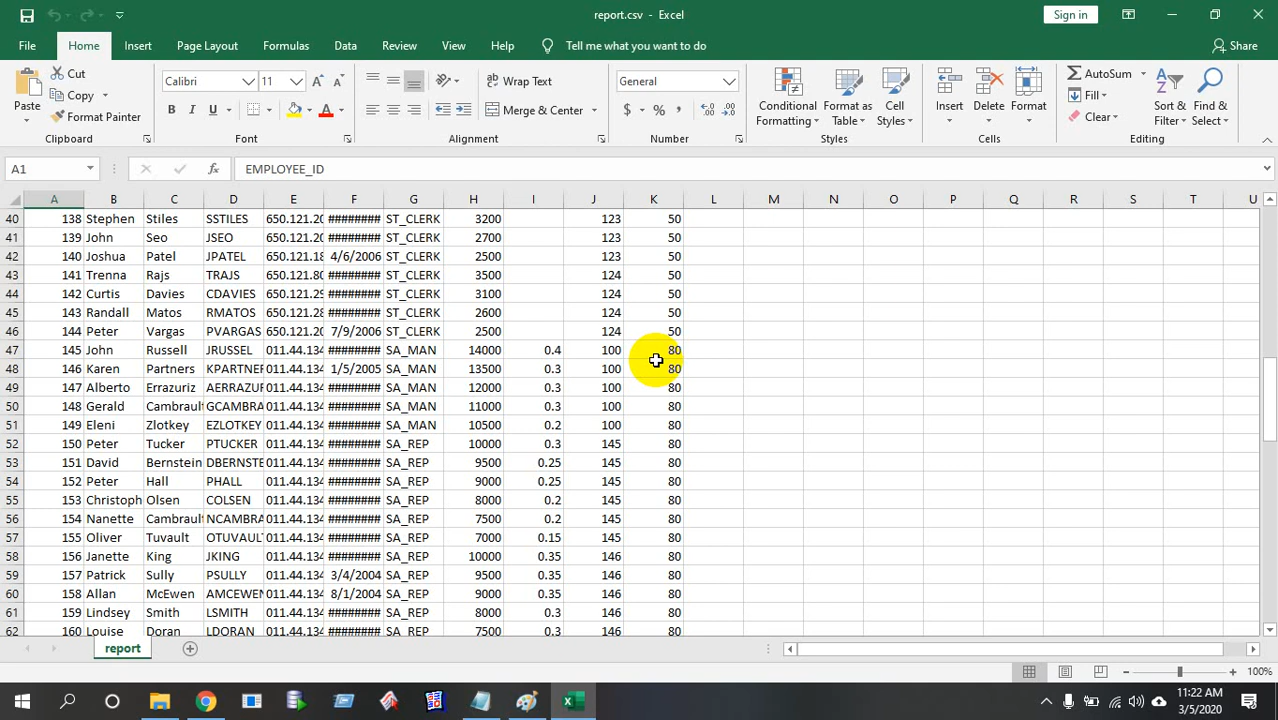 report.csv - Excel
Sign in
File Home Insert Page Layout Formulas Data Review View Help Tell me what you want to do Share
Paste Cut Copy Format Painter Clipboard
Calibri 11 A A B I U A Font
ab Wrap Text Merge & Center Alignment
General $ % , Number
Conditional Formatting Format as Table Cell Styles Styles
Insert Delete Format Cells
AutoSum Fill Clear Sort & Filter Find & Select Editing
A1 fx EMPLOYEE_ID
A B C D E F G H I J K L M N O P Q R S T U
40 138 Stephen Stiles SSTILES 650.121.20 ######## ST_CLERK 3200 123 50
41 139 John Seo JSEO 650.121.20 ######## ST_CLERK 2700 123 50
42 140 Joshua Patel JPATEL 650.121.18 4/6/2006 ST_CLERK 2500 123 50
43 141 Trenna Rajs TRAJS 650.121.80 ######## ST_CLERK 3500 124 50
44 142 Curtis Davies CDAVIES 650.121.29 ######## ST_CLERK 3100 124 50
45 143 Randall Matos RMATOS 650.121.28 ######## ST_CLERK 2600 124 50
46 144 Peter Vargas PVARGAS 650.121.20 7/9/2006 ST_CLERK 2500 124 50
47 145 John Russell JRUSSEL 011.44.134 ######## SA_MAN 14000 0.4 100 80
48 146 Karen Partners KPARTNER 011.44.134 1/5/2005 SA_MAN 13500 0.3 100 80
49 147 Alberto Errazuriz AERRAZUR 011.44.134 ######## SA_MAN 12000 0.3 100 80
50 148 Gerald Cambrault GCAMBRA 011.44.134 ######## SA_MAN 11000 0.3 100 80
51 149 Eleni Zlotkey EZLOTKEY 011.44.134 ######## SA_MAN 10500 0.2 100 80
52 150 Peter Tucker PTUCKER 011.44.134 ######## SA_REP 10000 0.3 145 80
53 151 David Bernstein DBERNSTE 011.44.134 ######## SA_REP 9500 0.25 145 80
54 152 Peter Hall PHALL 011.44.134 ######## SA_REP 9000 0.25 145 80
55 153 Christoph Olsen COLSEN 011.44.134 ######## SA_REP 8000 0.2 145 80
56 154 Nanette Cambrault NCAMBRA 011.44.134 ######## SA_REP 7500 0.2 145 80
57 155 Oliver Tuvault OTUVAULT 011.44.134 ######## SA_REP 7000 0.15 145 80
58 156 Janette King JKING 011.44.134 ######## SA_REP 10000 0.35 146 80
59 157 Patrick Sully PSULLY 011.44.134 3/4/2004 SA_REP 9500 0.35 146 80
60 158 Allan McEwen AMCEWEN 011.44.134 8/1/2004 SA_REP 9000 0.35 146 80
61 159 Lindsey Smith LSMITH 011.44.134 ######## SA_REP 8000 0.3 146 80
62 160 Louise Doran LDORAN 011.44.134 ######## SA_REP 7500 0.3 146 80
report
100%
11:22 AM
3/5/2020